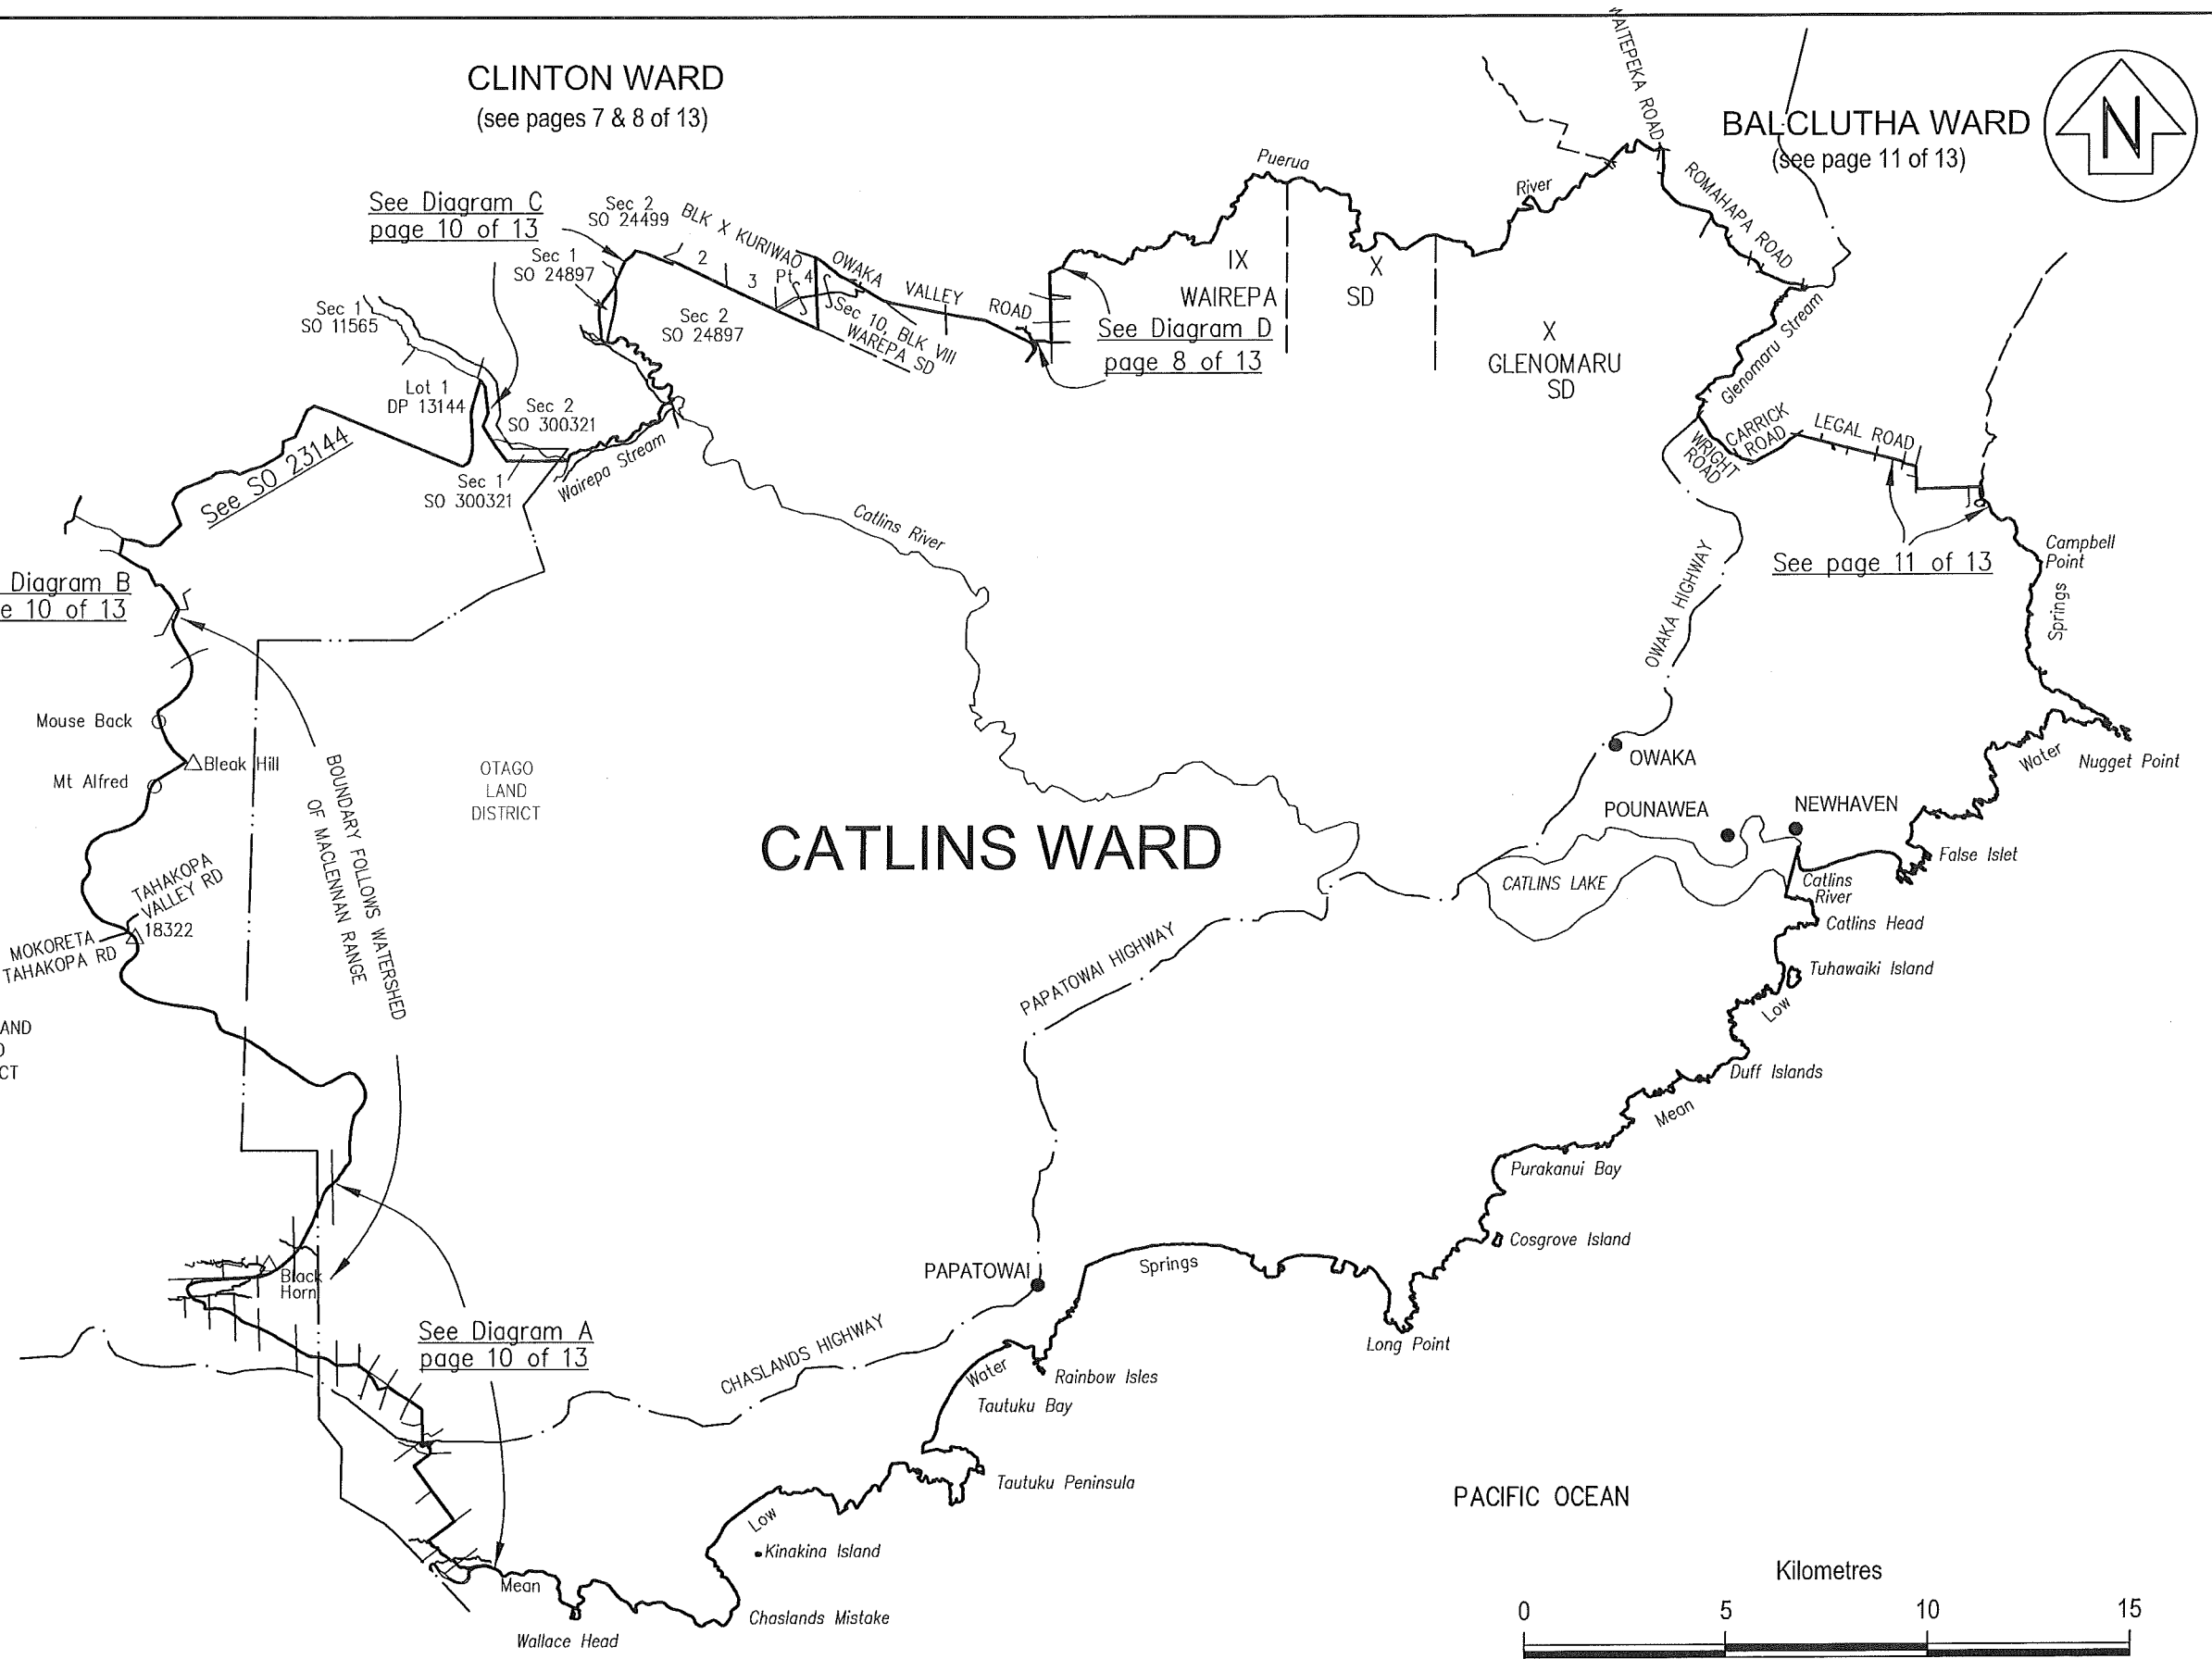 CLINTON WARD
(see pages 7 & 8 of 13)
BALCLUTHA WARD
(see page 11 of 13)
N
WAITEPEKA ROAD
ROMAHAPA ROAD
Puerua
River
See Diagram C
page 10 of 13
Sec 2
SO 24499
BLK X KURIWAO
2
3
Pt 4
OWAKA
VALLEY
ROAD
Sec 1
SO 24897
Sec 2
SO 24897
Sec 10, BLK VIII
WAREPA SD
IX
WAIREPA
X
SD
See Diagram D
page 8 of 13
X
GLENOMARU
SD
Glenomaru Stream
Sec 1
SO 11565
Lot 1
DP 13144
Sec 2
SO 300321
Sec 1
SO 300321
Wairepa Stream
See SO 23144
WRIGHT
ROAD
CARRICK
ROAD
LEGAL ROAD
Catlins River
See page 11 of 13
Campbell
Point
Springs
Diagram B
e 10 of 13
OWAKA HIGHWAY
Mouse Back
Bleak Hill
Mt Alfred
BOUNDARY FOLLOWS WATERSHED
OF MACLENNAN RANGE
OTAGO
LAND
DISTRICT
CATLINS WARD
OWAKA
POUNAWEA
NEWHAVEN
Water
Nugget Point
False Islet
CATLINS LAKE
Catlins
River
Catlins Head
Tuhawaiki Island
Low
TAHAKOPA
VALLEY RD
18322
MOKORETA
TAHAKOPA RD
PAPATOWAI HIGHWAY
AND
D
CT
Duff Islands
Mean
Purakanui Bay
Cosgrove Island
Black
Horn
PAPATOWAI
Springs
Long Point
See Diagram A
page 10 of 13
CHASLANDS HIGHWAY
Water
Rainbow Isles
Tautuku Bay
Tautuku Peninsula
PACIFIC OCEAN
Low
Kinakina Island
Mean
Chaslands Mistake
Wallace Head
Kilometres
0 5 10 15